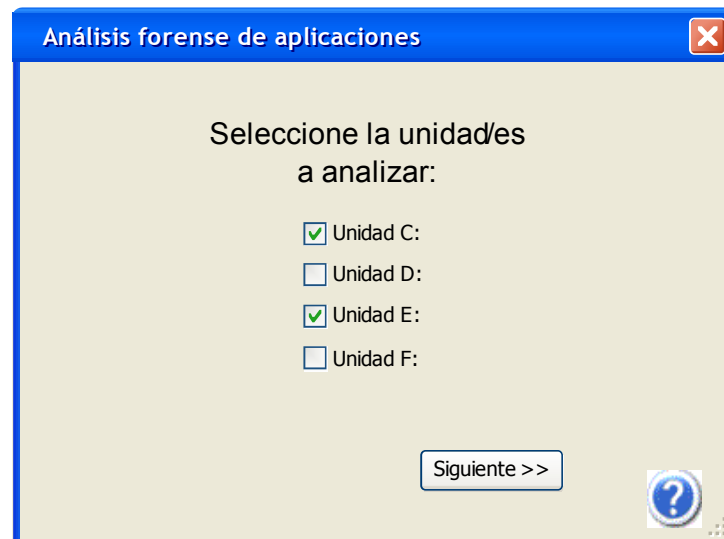 Análisis forense de aplicaciones
Seleccione la unidad/es
a analizar:
Unidad C:
Unidad D:
Unidad E:
Unidad F:
Siguiente >>
?